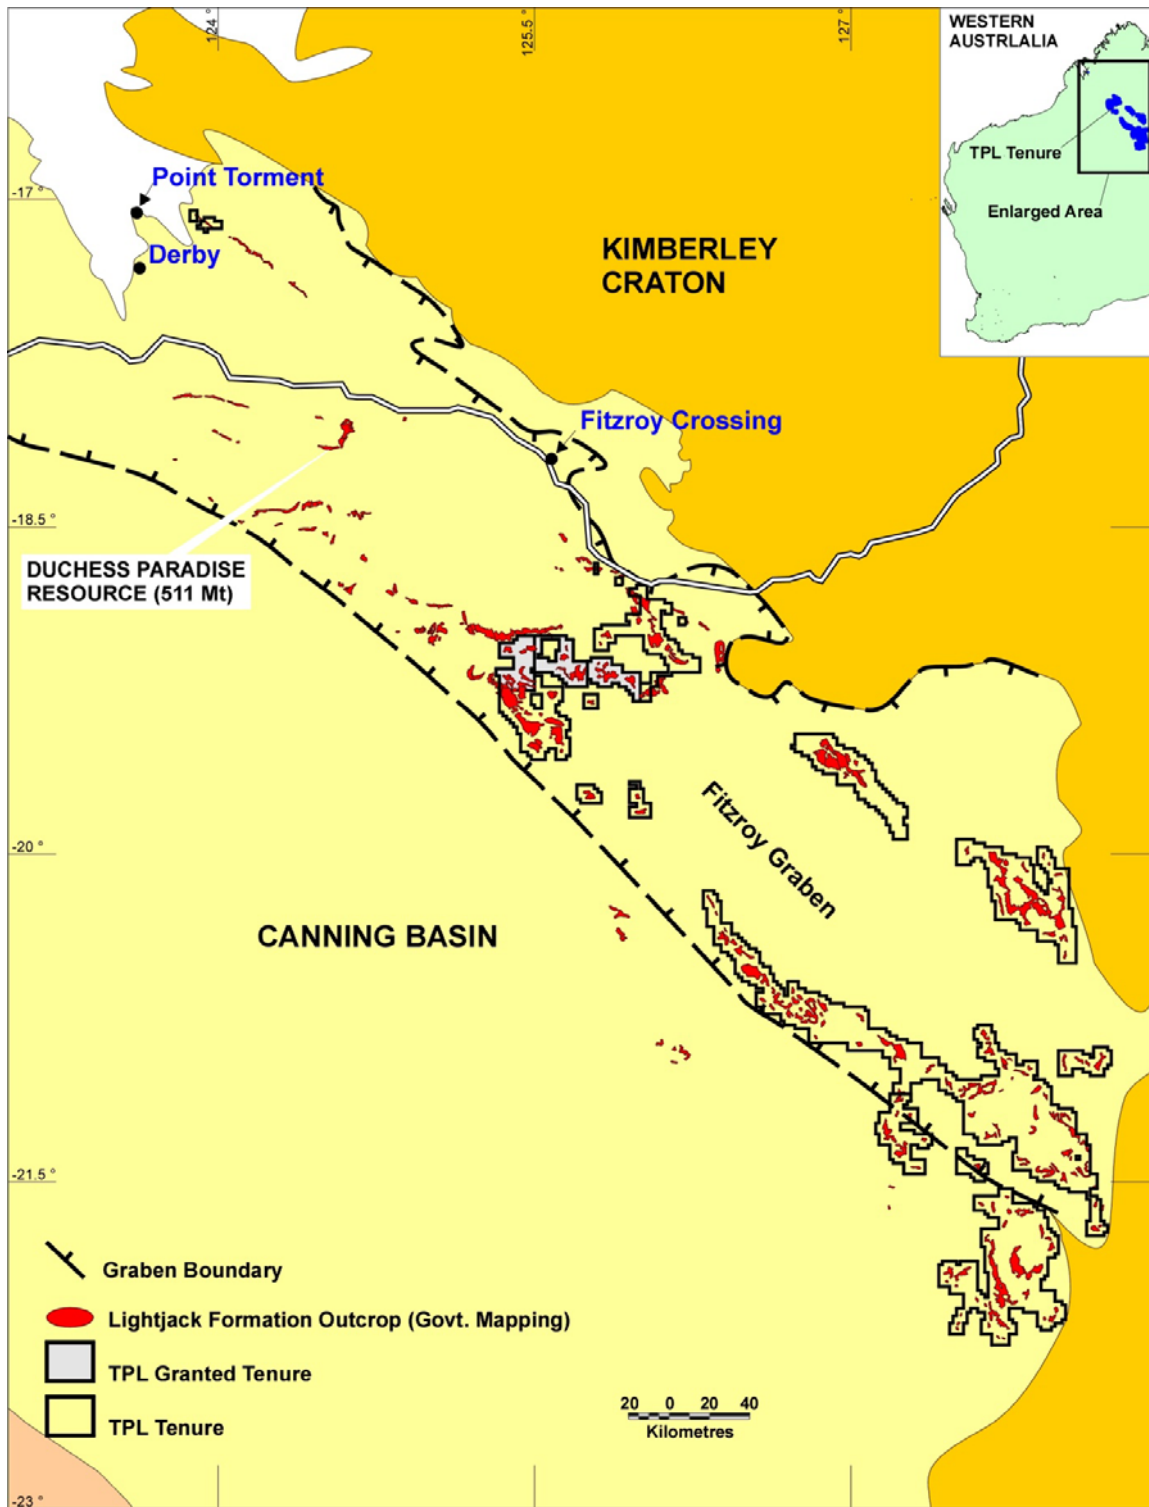 124 °
125.5 °
127 °
WESTERN
AUSTRLALIA
TPL Tenure
Enlarged Area
-17 °
Point Torment
Derby
KIMBERLEY
CRATON
Fitzroy Crossing
-18.5 °
DUCHESS PARADISE
RESOURCE (511 Mt)
Fitzroy Graben
-20 °
CANNING BASIN
-21.5 °
Graben Boundary
Lightjack Formation Outcrop (Govt. Mapping)
TPL Granted Tenure
TPL Tenure
20 0 20 40
Kilometres
-23 °